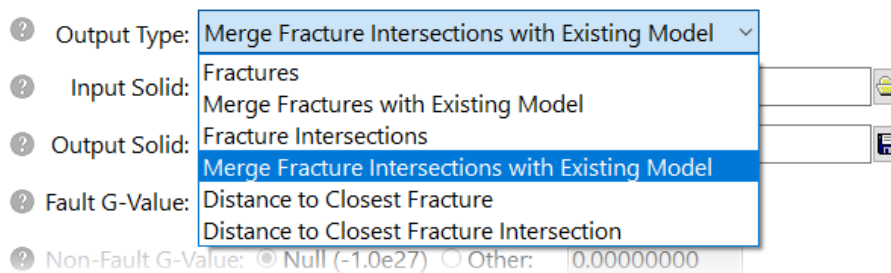 Output Type: Merge Fracture Intersections with Existing Model
Fractures
Input Solid:
Merge Fractures with Existing Model
Fracture Intersections
Output Solid:
Merge Fracture Intersections with Existing Model
Fault G-Value: Distance to Closest Fracture
Distance to Closest Fracture Intersection
Non-Fault G-Value: Null (-1.0e27) Other: 0.00000000